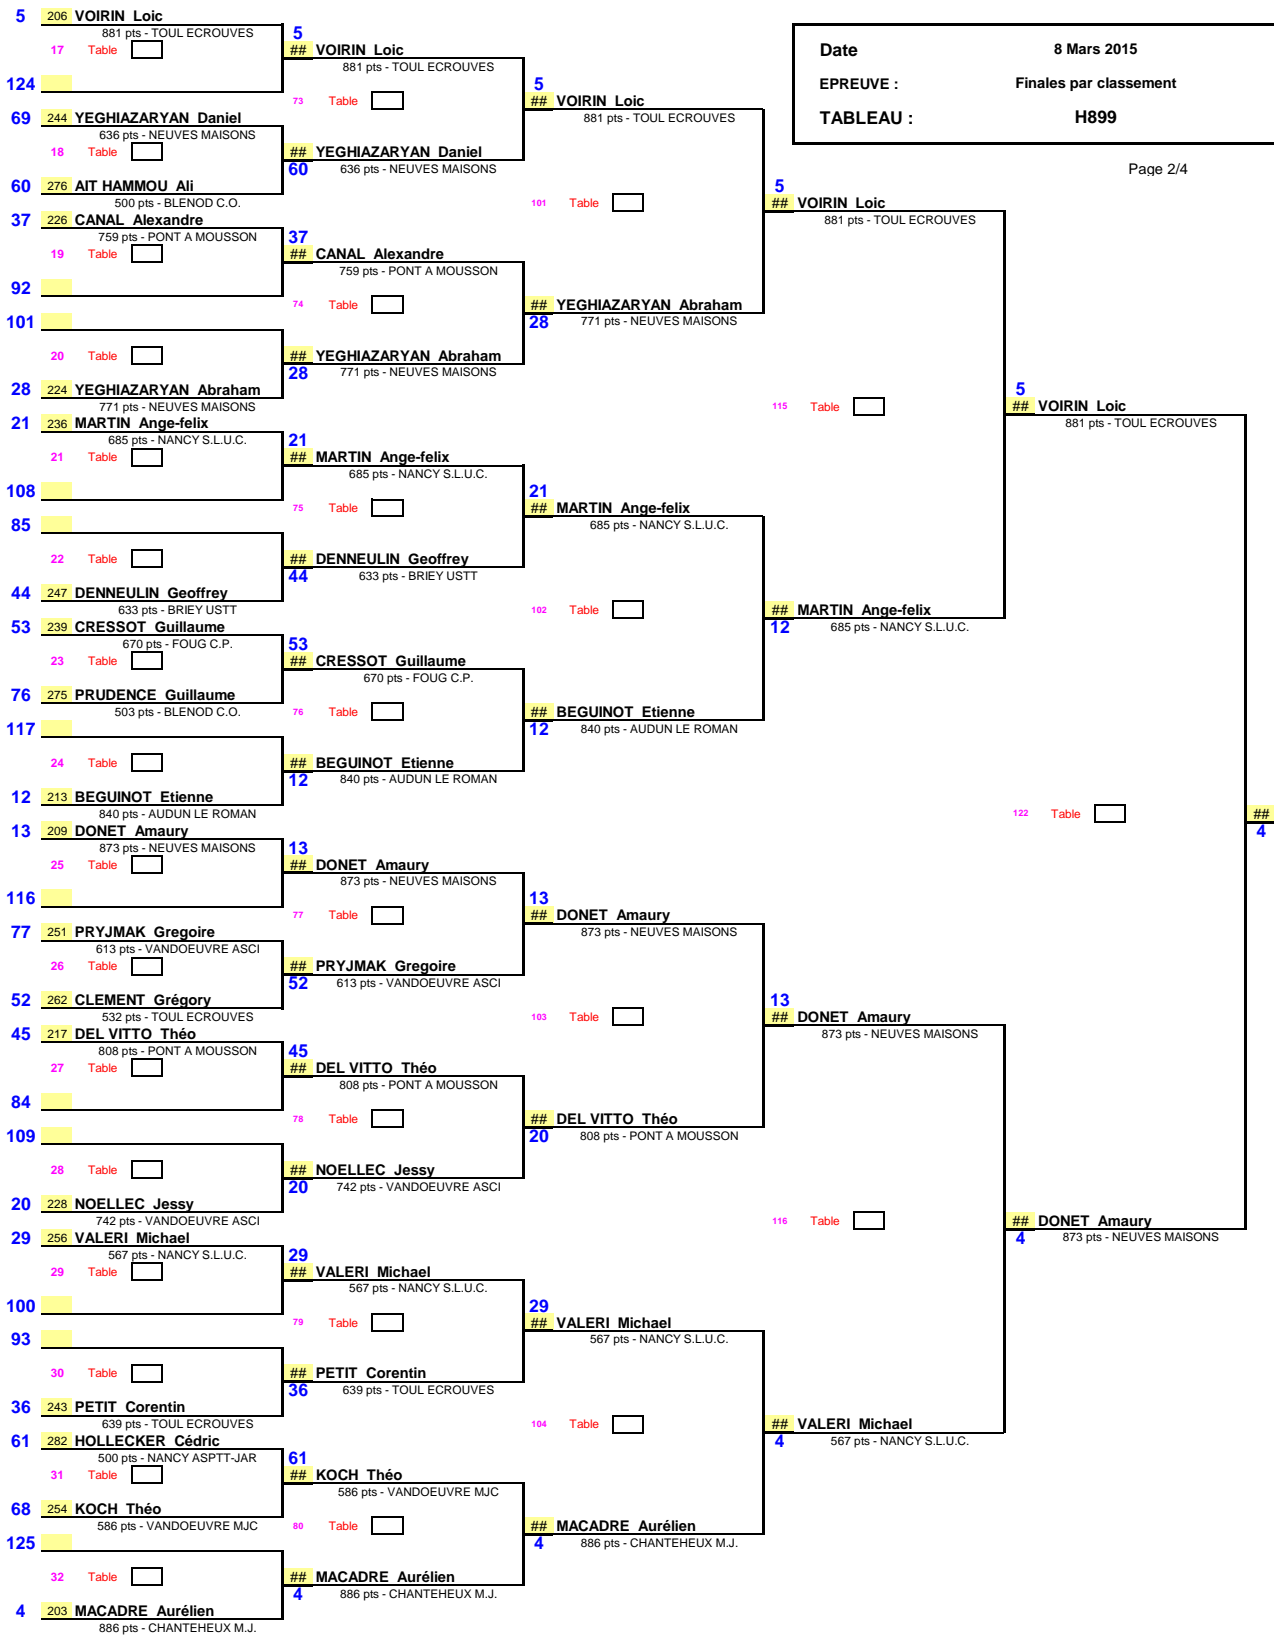 5 206 VOIRIN Loic
881 pts - TOUL ECROUVES
17 Table
124
69 244 YEGHIAZARYAN Daniel
636 pts - NEUVES MAISONS
18 Table
60 276 AIT HAMMOU Ali
500 pts - BLENOD C.O.
37 226 CANAL Alexandre
759 pts - PONT A MOUSSON
19 Table
92
101
20 Table
28 224 YEGHIAZARYAN Abraham
771 pts - NEUVES MAISONS
21 236 MARTIN Ange-felix
685 pts - NANCY S.L.U.C.
21 Table
108
85
22 Table
44 247 DENNEULIN Geoffrey
633 pts - BRIEY USTT
53 239 CRESSOT Guillaume
670 pts - FOUG C.P.
23 Table
76 275 PRUDENCE Guillaume
503 pts - BLENOD C.O.
117
24 Table
12 213 BEGUINOT Etienne
840 pts - AUDUN LE ROMAN
13 209 DONET Amaury
873 pts - NEUVES MAISONS
25 Table
116
77 251 PRYJMAK Gregoire
613 pts - VANDOEUVRE ASCI
26 Table
52 262 CLEMENT Grégory
532 pts - TOUL ECROUVES
45 217 DEL VITTO Théo
808 pts - PONT A MOUSSON
27 Table
84
109
28 Table
20 228 NOELLEC Jessy
742 pts - VANDOEUVRE ASCI
29 256 VALERI Michael
567 pts - NANCY S.L.U.C.
29 Table
100
93
30 Table
36 243 PETIT Corentin
639 pts - TOUL ECROUVES
61 282 HOLLECKER Cédric
500 pts - NANCY ASPTT-JAR
31 Table
68 254 KOCH Théo
586 pts - VANDOEUVRE MJC
125
32 Table
4 203 MACADRE Aurélien
886 pts - CHANTEHEUX M.J.
5
## VOIRIN Loic
881 pts - TOUL ECROUVES
73 Table
## YEGHIAZARYAN Daniel
60 636 pts - NEUVES MAISONS
37
## CANAL Alexandre
759 pts - PONT A MOUSSON
74 Table
## YEGHIAZARYAN Abraham
28 771 pts - NEUVES MAISONS
21
## MARTIN Ange-felix
685 pts - NANCY S.L.U.C.
75 Table
## DENNEULIN Geoffrey
44 633 pts - BRIEY USTT
53
## CRESSOT Guillaume
670 pts - FOUG C.P.
76 Table
## BEGUINOT Etienne
12 840 pts - AUDUN LE ROMAN
13
## DONET Amaury
873 pts - NEUVES MAISONS
77 Table
## PRYJMAK Gregoire
52 613 pts - VANDOEUVRE ASCI
45
## DEL VITTO Théo
808 pts - PONT A MOUSSON
78 Table
## NOELLEC Jessy
20 742 pts - VANDOEUVRE ASCI
29
## VALERI Michael
567 pts - NANCY S.L.U.C.
79 Table
## PETIT Corentin
36 639 pts - TOUL ECROUVES
61
## KOCH Théo
586 pts - VANDOEUVRE MJC
80 Table
## MACADRE Aurélien
4 886 pts - CHANTEHEUX M.J.
5
## VOIRIN Loic
881 pts - TOUL ECROUVES
101 Table
## YEGHIAZARYAN Abraham
28 771 pts - NEUVES MAISONS
21
## MARTIN Ange-felix
685 pts - NANCY S.L.U.C.
102 Table
## BEGUINOT Etienne
12 840 pts - AUDUN LE ROMAN
13
## DONET Amaury
873 pts - NEUVES MAISONS
103 Table
## DEL VITTO Théo
20 808 pts - PONT A MOUSSON
29
## VALERI Michael
567 pts - NANCY S.L.U.C.
104 Table
## MACADRE Aurélien
4 886 pts - CHANTEHEUX M.J.
Date 8 Mars 2015
EPREUVE : Finales par classement
TABLEAU : H899
Page 2/4
5
## VOIRIN Loic
881 pts - TOUL ECROUVES
115 Table
## MARTIN Ange-felix
12 685 pts - NANCY S.L.U.C.
13
## DONET Amaury
873 pts - NEUVES MAISONS
116 Table
## VALERI Michael
4 567 pts - NANCY S.L.U.C.
5
## VOIRIN Loic
881 pts - TOUL ECROUVES
122 Table
## DONET Amaury
4 873 pts - NEUVES MAISONS
##
4